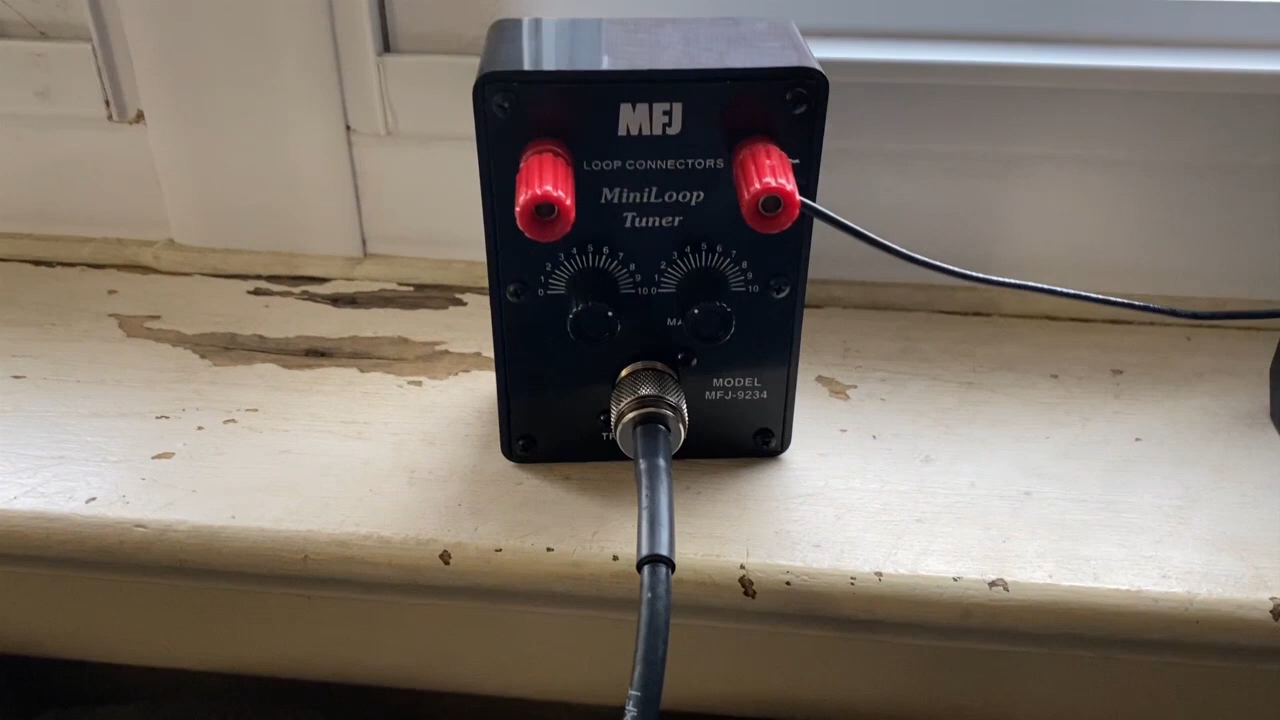 MFJ
LOOP CONNECTORS
MiniLoop
Tuner
0 1 2 3 4 5 6 7 8 9 10
0 1 2 3 4 5 6 7 8 9 10
MODEL
MFJ-9234